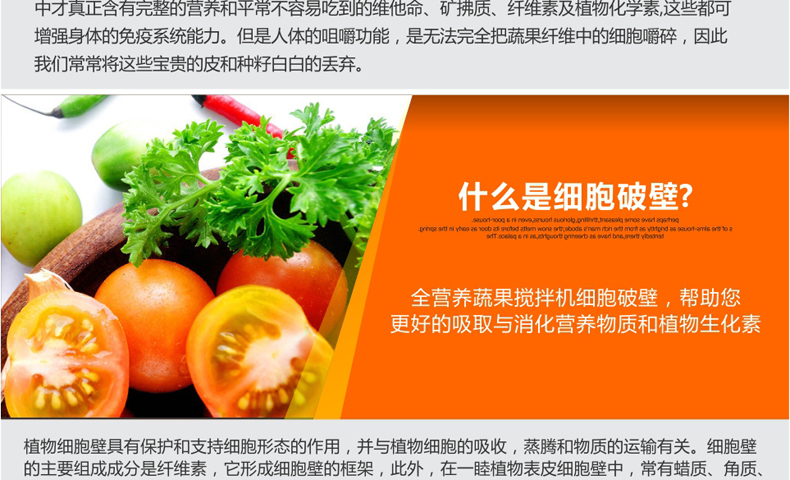 中才真正含有完整的营养和平常不容易吃到的维他命、矿拂质、纤维素及植物化学素,这些都可
增强身体的免疫系统能力。但是人体的咀嚼功能，是无法完全把蔬果纤维中的细胞嚼碎，因此
我们常常将这些宝贵的皮和种籽白白的丢弃。
什么是细胞破壁?
perhaps have some pleasant,thrilling,glorious hours,even in a poor-house.
s of the alms-house as brightly as from the rich man's abode;the snow melts before its door as early in the spring.
tentedly there,and have as cheering thoughts,as in a palace.The
全营养蔬果搅拌机细胞破壁，帮助您
更好的吸取与消化营养物质和植物生化素
植物细胞壁具有保护和支持细胞形态的作用，并与植物细胞的吸收，蒸腾和物质的运输有关。细胞壁
的主要组成成分是纤维素，它形成细胞壁的框架，此外，在一睦植物表皮细胞壁中，常有蜡质、角质、